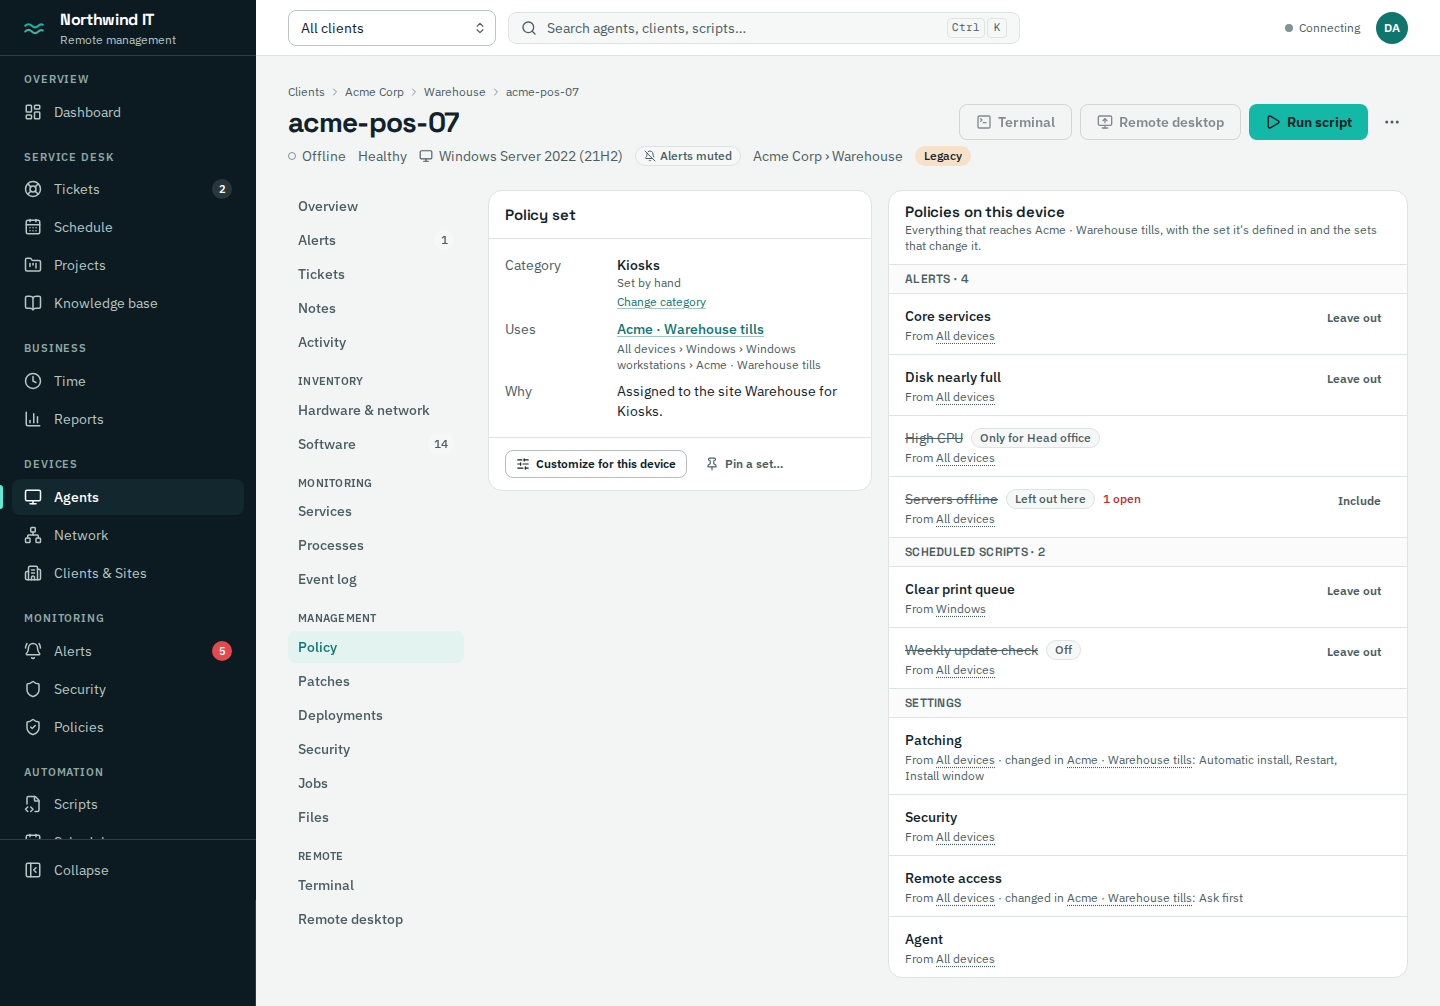 Northwind IT
Remote management
OVERVIEW
Dashboard
SERVICE DESK
Tickets
2
Schedule
Projects
Knowledge base
BUSINESS
Time
Reports
DEVICES
Agents
Network
Clients & Sites
MONITORING
Alerts
5
Security
Policies
AUTOMATION
Scripts
Collapse
All clients
Search agents, clients, scripts...
Ctrl K
Connecting
DA
Clients > Acme Corp > Warehouse > acme-pos-07
acme-pos-07
Terminal
Remote desktop
Run script
Offline
Healthy
Windows Server 2022 (21H2)
Alerts muted
Acme Corp › Warehouse
Legacy
Overview
Alerts
1
Tickets
Notes
Activity
INVENTORY
Hardware & network
Software
14
MONITORING
Services
Processes
Event log
MANAGEMENT
Policy
Patches
Deployments
Security
Jobs
Files
REMOTE
Terminal
Remote desktop
Policy set
Category
Kiosks
Set by hand
Change category
Uses
Acme · Warehouse tills
All devices › Windows › Windows
workstations › Acme · Warehouse tills
Why
Assigned to the site Warehouse for
Kiosks.
Customize for this device
Pin a set...
Policies on this device
Everything that reaches Acme · Warehouse tills, with the set it's defined in and the sets
that change it.
ALERTS · 4
Core services
From All devices
Leave out
Disk nearly full
From All devices
Leave out
High CPU
Only for Head office
From All devices
Servers offline
Left out here
1 open
From All devices
Include
SCHEDULED SCRIPTS · 2
Clear print queue
From Windows
Leave out
Weekly update check
Off
From All devices
Leave out
SETTINGS
Patching
From All devices · changed in Acme · Warehouse tills: Automatic install, Restart,
Install window
Security
From All devices
Remote access
From All devices · changed in Acme · Warehouse tills: Ask first
Agent
From All devices